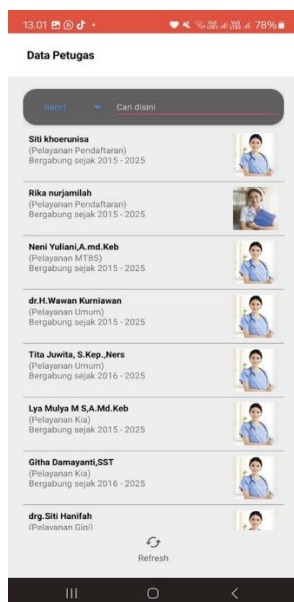 13.01 78%
Data Petugas
Item1 Cari disini
Siti khoerunisa
(Pelayanan Pendaftaran)
Bergabung sejak 2015 - 2025
Rika nurjamilah
(Pelayanan Pendaftaran)
Bergabung sejak 2015 - 2025
Neni Yuliani,A.md.Keb
(Pelayanan MTBS)
Bergabung sejak 2015 - 2025
dr.H.Wawan Kurniawan
(Pelayanan Umum)
Bergabung sejak 2015 - 2025
Tita Juwita, S.Kep.,Ners
(Pelayanan Umum)
Bergabung sejak 2016 - 2025
Lya Mulya M S,A.Md.Keb
(Pelayanan Kia)
Bergabung sejak 2015 - 2025
Githa Damayanti,SST
(Pelayanan Kia)
Bergabung sejak 2016 - 2025
drg.Siti Hanifah
(Pelayanan Gigi)
Refresh